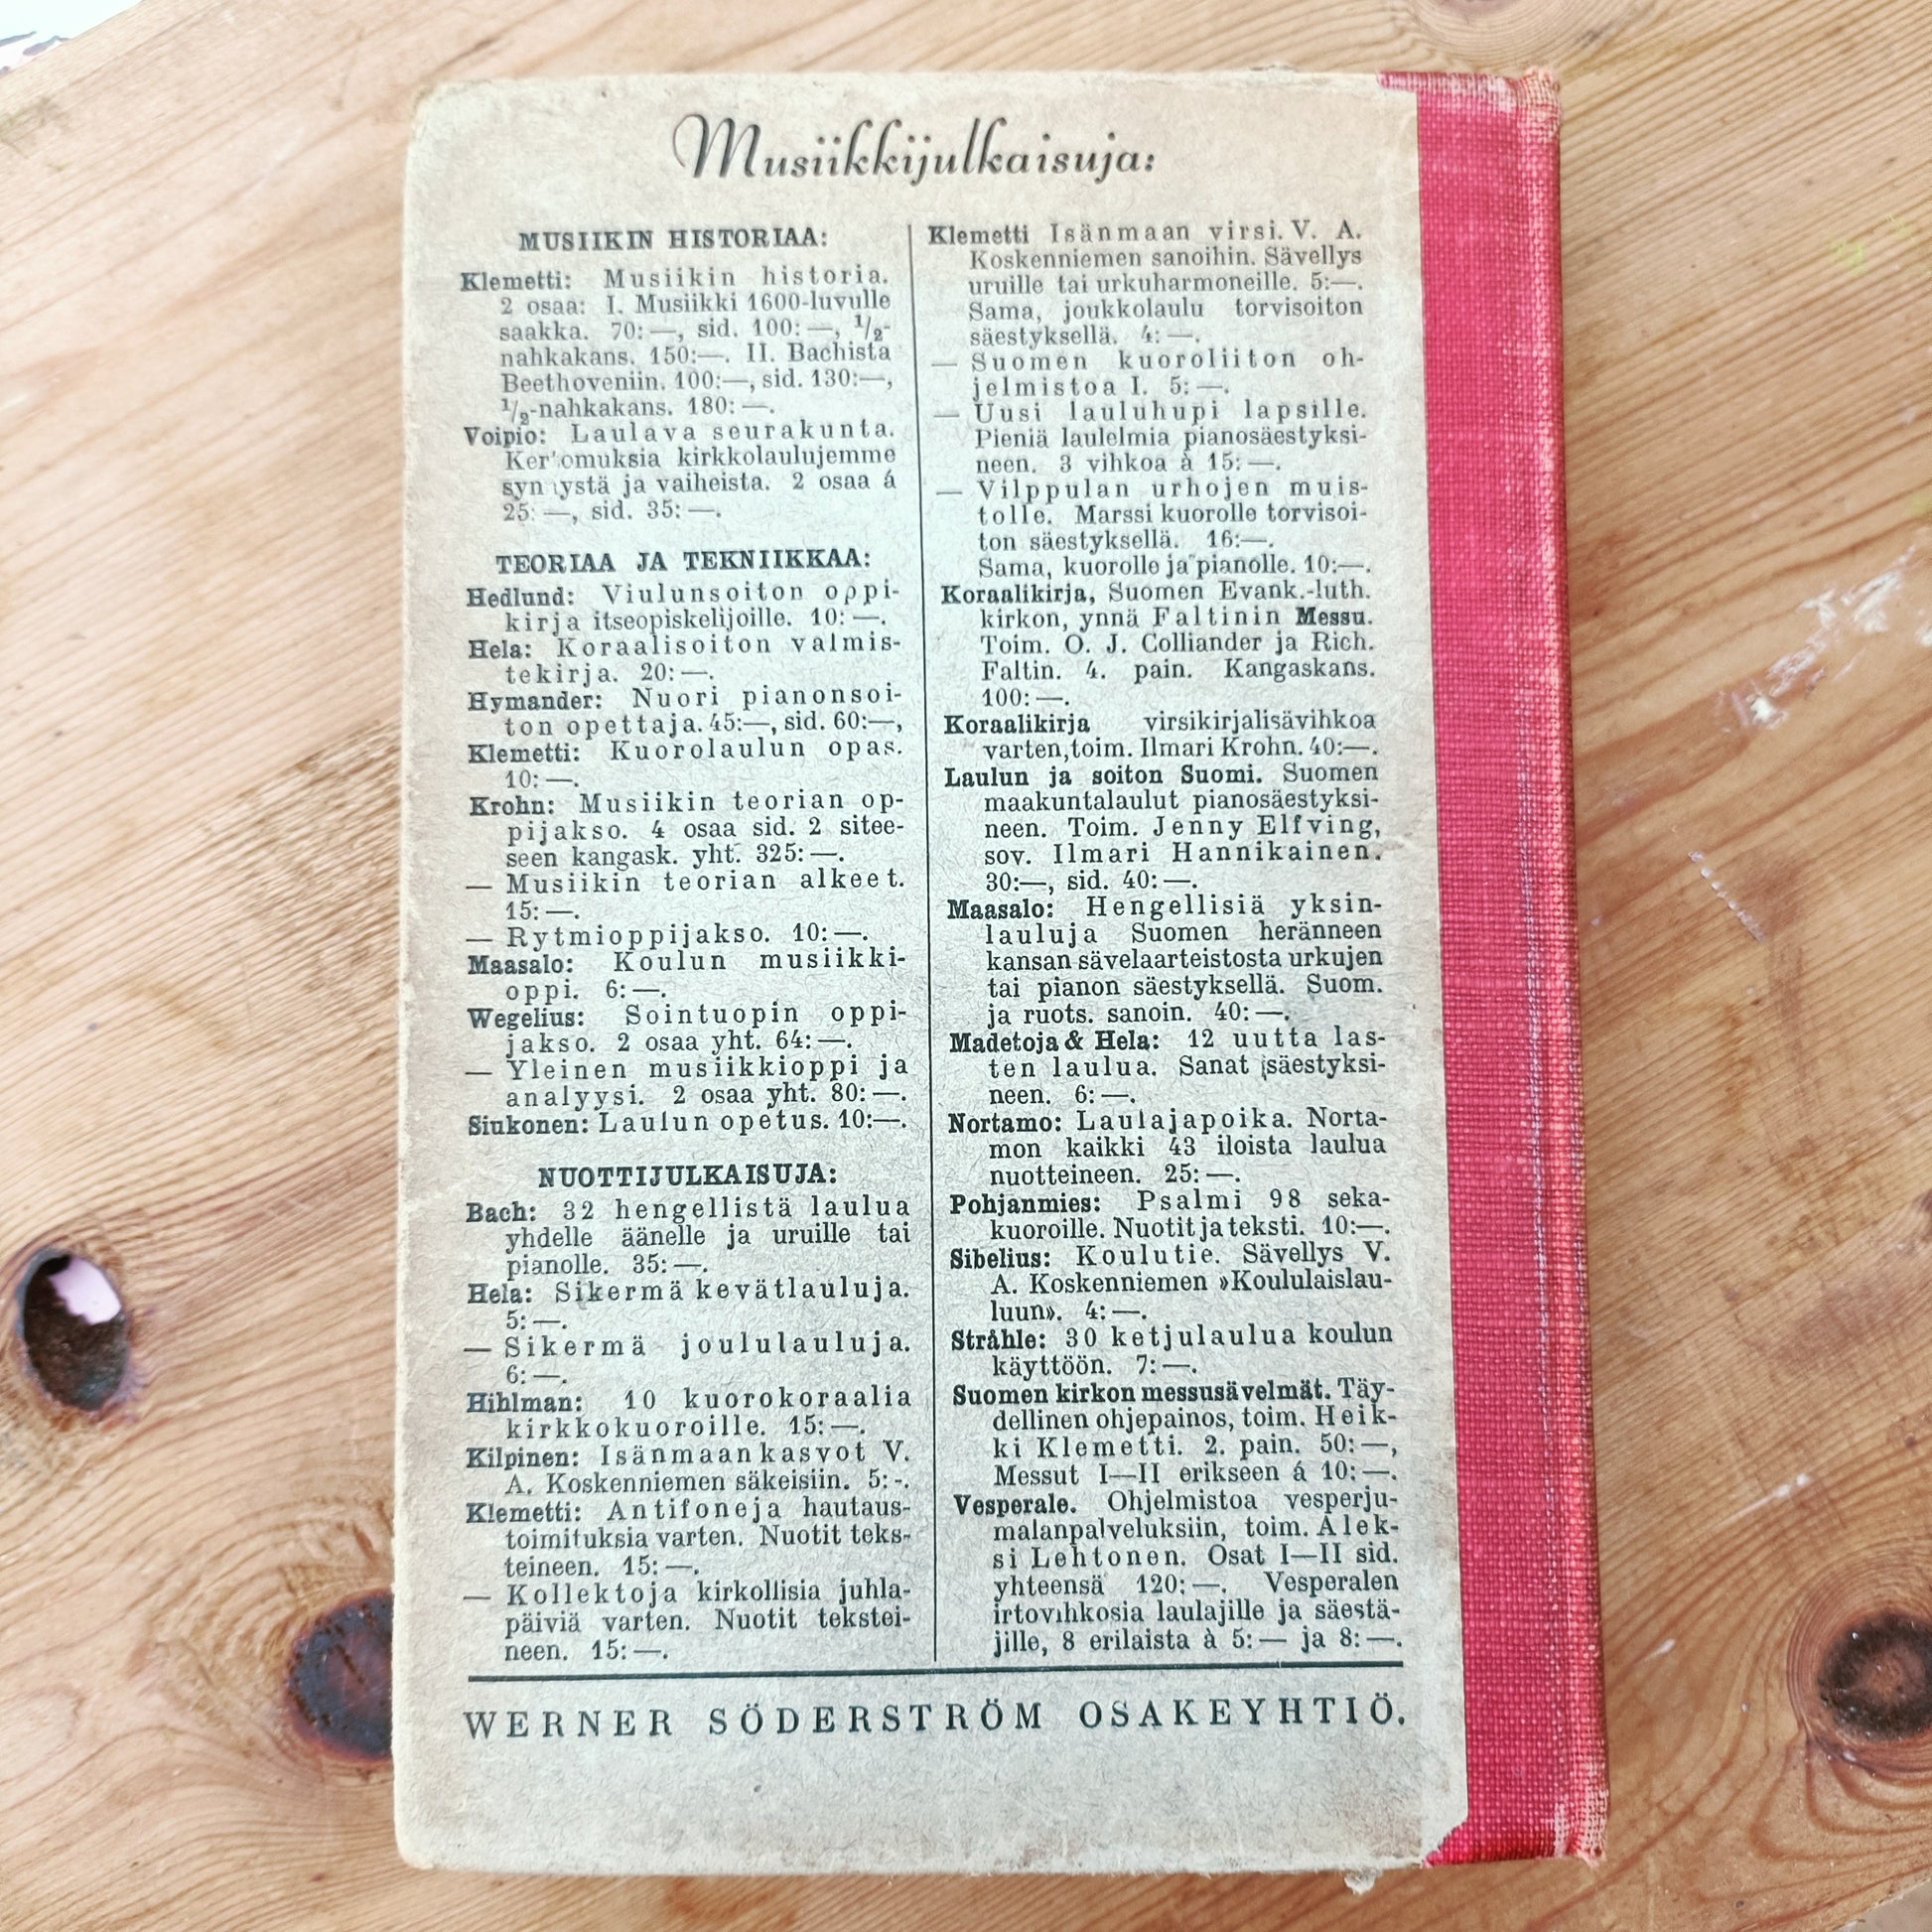 Musiikkijulkaisuja:
MUSIIKIN HISTORIAA:
Klemetti: Musiikin historia.
2 osaa: I. Musiikki 1600-luvulle
saakka. 70:—, sid. 100:—, 1/2-
nahkakans. 150:—. II. Bachista
Beethoveniin. 100:—, sid. 130:—,
1/2-nahkakans. 180:—.
Voipio: Laulava seurakunta.
Kertomuksia kirkkolaulujemme
synnystä ja vaiheista. 2 osaa á
25:—, sid. 35:—.
TEORIAA JA TEKNIIKKAA:
Hedlund: Viulunsoiton oppi-
kirja itseopiskelijoille. 10:—.
Hela: Koraalisoiton valmis-
tekirja. 20:—.
Hymander: Nuori pianonsoi-
ton opettaja. 45:—, sid. 60:—,
Klemetti: Kuorolaulun opas.
10:—.
Krohn: Musiikin teorian op-
pijakso. 4 osaa sid. 2 sitee-
seen kangask. yht. 325:—.
— Musiikin teorian alkeet.
15:—.
— Rytmioppijakso. 10:—.
Maasalo: Koulun musiikki-
oppi. 6:—.
Wegelius: Sointuopin oppi-
jakso. 2 osaa yht. 64:—.
— Yleinen musiikkioppi ja
analyysi. 2 osaa yht. 80:—.
Siukonen: Laulun opetus. 10:—.
NUOTTIJULKAISUJA:
Bach: 32 hengellistä laulua
yhdelle äänelle ja uruille tai
pianolle. 35:—.
Hela: Sikermä kevätlauluja.
5:—.
— Sikermä joululauluja.
6:—.
Hihlman: 10 kuorokoraalia
kirkkokuoroille. 15:—.
Kilpinen: Isänmaan kasvot V.
A. Koskenniemen säkeisiin. 5:-.
Klemetti: Antifoneja hautaus-
toimituksia varten. Nuotit teks-
teineen. 15:—.
— Kollektoja kirkollisia juhla-
päiviä varten. Nuotit tekstei-
neen. 15:—.
Klemetti Isänmaan virsi. V. A.
Koskenniemen sanoihin. Sävellys
uruille tai urkuharmoneille. 5:—.
Sama, joukkolaulu torvisoiton
säestyksellä. 4:—.
— Suomen kuoroliiton oh-
jelmistoa I. 5:—.
— Uusi lauluhupi lapsille.
Pieniä laulelmia pianosäestyksi-
neen. 3 vihkoa à 15:—.
— Vilppulan urhojen muis-
tolle. Marssi kuorolle torvisoi-
ton säestyksellä. 16:—.
Sama, kuorolle ja pianolle. 10:—.
Koraalikirja, Suomen Evank.-luth.
kirkon, ynnä Faltinin Messu.
Toim. O. J. Colliander ja Rich.
Faltin. 4. pain. Kangaskans.
100:—.
Koraalikirja virsikirjalisävihkoa
varten, toim. Ilmari Krohn. 40:—.
Laulun ja soiton Suomi. Suomen
maakuntalaulut pianosäestyksi-
neen. Toim. Jenny Elfving,
sov. Ilmari Hannikainen.
30:—, sid. 40:—.
Maasalo: Hengellisiä yksin-
lauluja Suomen heränneen
kansan sävelaarteistosta urkujen
tai pianon säestyksellä. Suom.
ja ruots. sanoin. 40:—.
Madetoja & Hela: 12 uutta las-
ten laulua. Sanat säestyksi-
neen. 6:—.
Nortamo: Laulajapoika. Norta-
mon kaikki 43 iloista laulua
nuotteineen. 25:—.
Pohjanmies: Psalmi 98 seka-
kuoroille. Nuotit ja teksti. 10:—.
Sibelius: Koulutie. Sävellys V.
A. Koskenniemen »Koululaislau-
luun». 4:—.
Stråhle: 30 ketjulaulua koulun
käyttöön. 7:—.
Suomen kirkon messusävelmät. Täy-
dellinen ohjepainos, toim. Heik-
ki Klemetti. 2. pain. 50:—,
Messut I—II erikseen á 10:—.
Vesperale. Ohjelmistoa vesperju-
malanpalveluksiin, toim. Alek-
si Lehtonen. Osat I—II sid.
yhteensä 120:—. Vesperalen
irtovihkosia laulajille ja säestä-
jille, 8 erilaista à 5:— ja 8:—.
WERNER SÖDERSTRÖM OSAKEYHTIÖ.